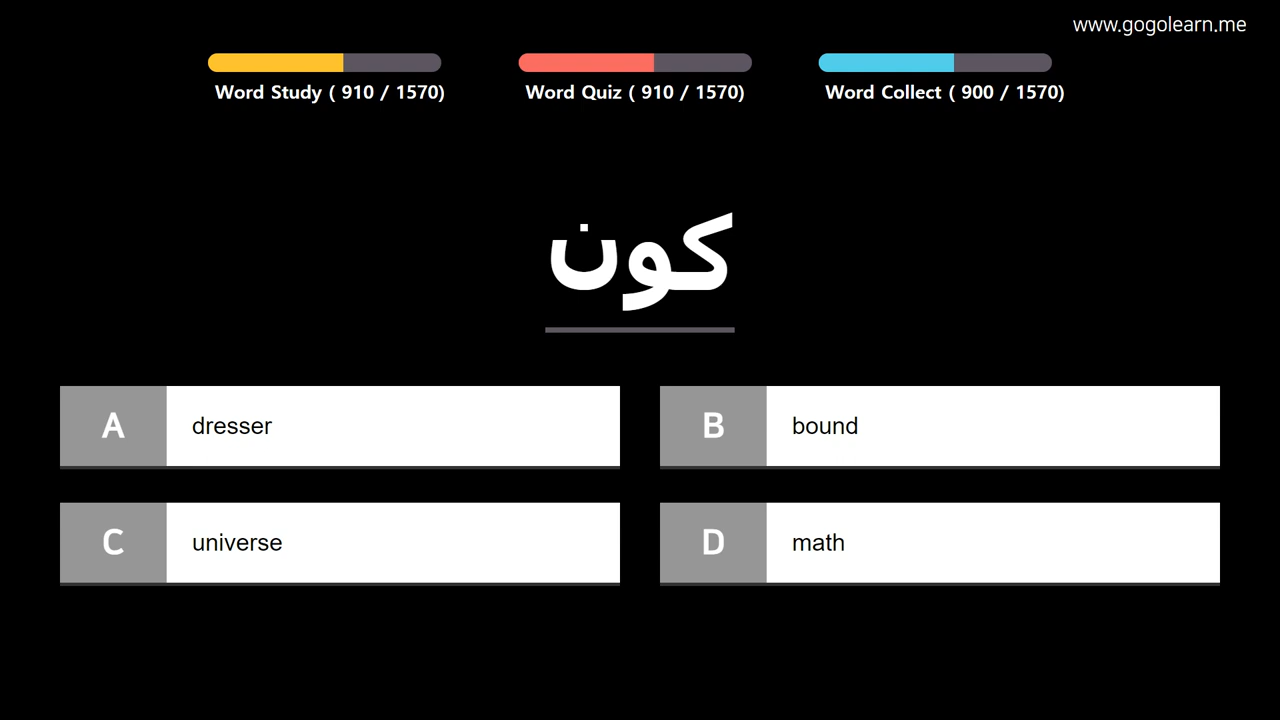 www.gogolearn.me
Word Study ( 910 / 1570)
Word Quiz ( 910 / 1570)
Word Collect ( 900 / 1570)
كون
A dresser
B bound
C universe
D math